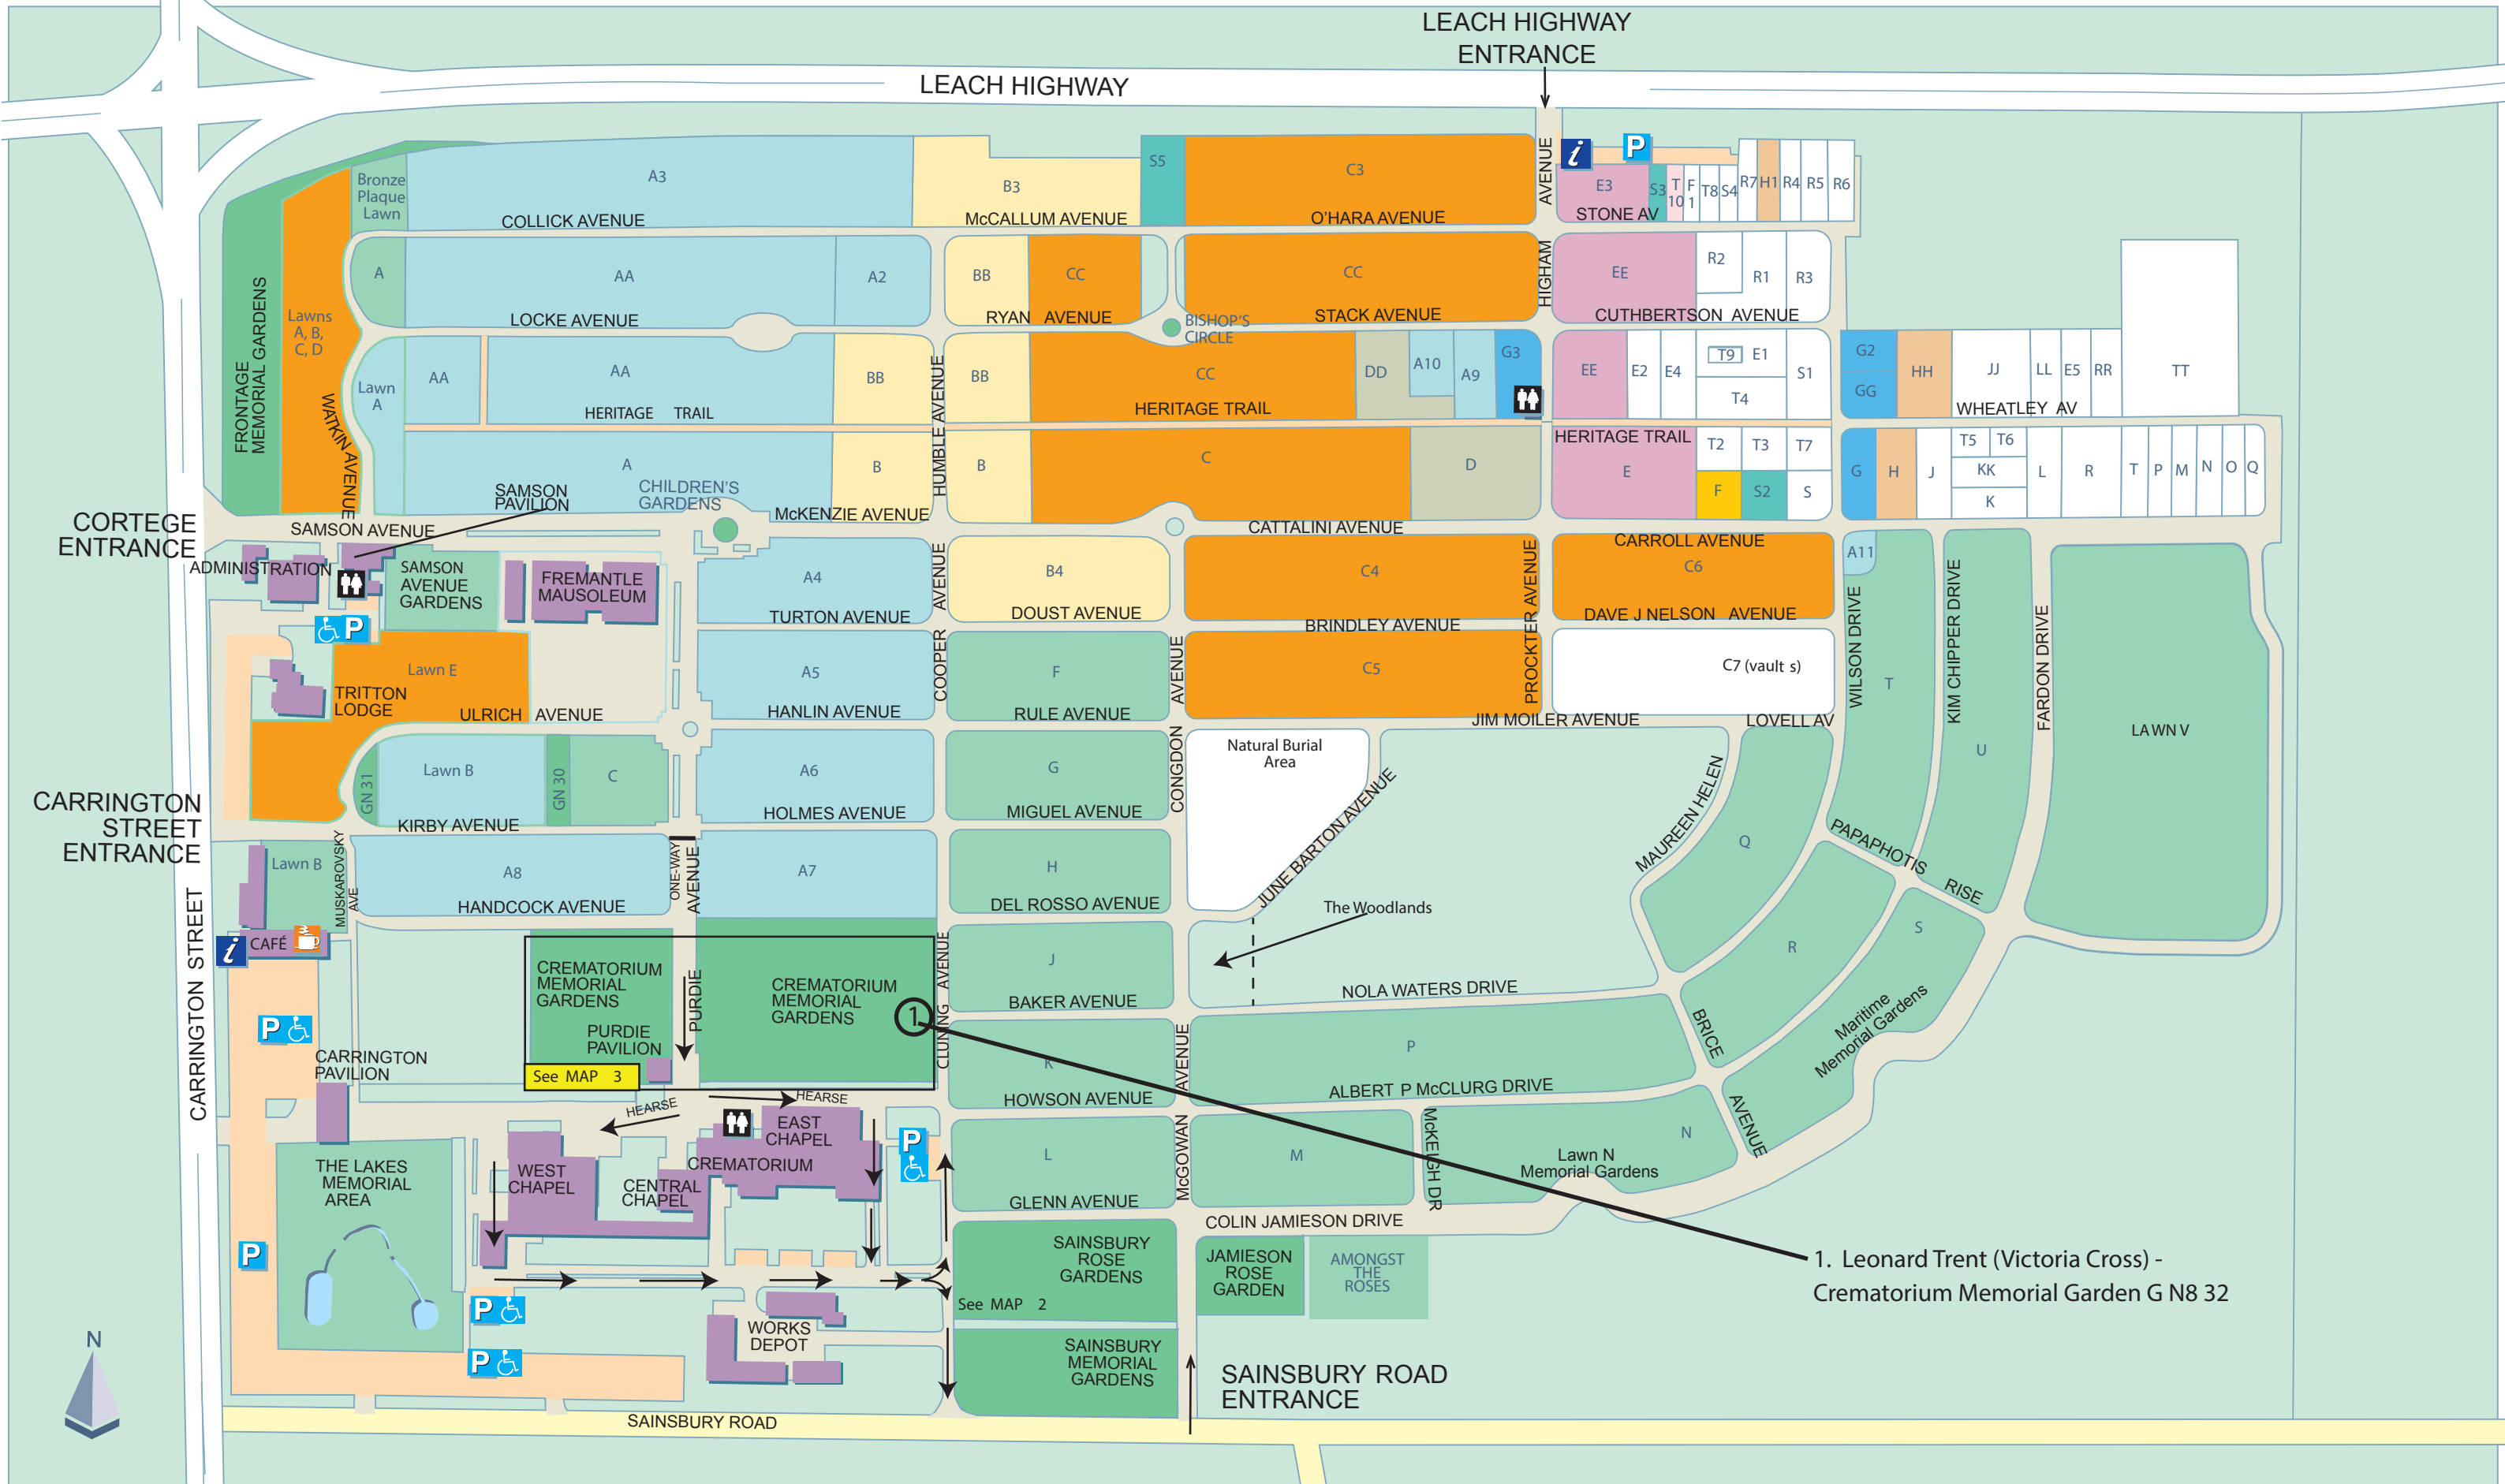 LEACH HIGHWAY
ENTRANCE
LEACH HIGHWAY
AVENUE
i
P
Bronze
Plaque
Lawn
A3
COLLICK AVENUE
B3
McCALLUM AVENUE
S5
C3
O'HARA AVENUE
E3
STONE AV
S3
T
10
F
1
T8
S4
R7
H1
R4
R5
R6
FRONTAGE
MEMORIAL GARDENS
Lawns
A, B,
C, D
WATKIN AVENUE
A
AA
A2
LOCKE AVENUE
BB
CC
RYAN AVENUE
BISHOP'S
CIRCLE
CC
STACK AVENUE
HIGHAM
EE
R2
R1
R3
CUTHBERTSON AVENUE
Lawn
A
AA
AA
HERITAGE TRAIL
BB
HUMBLE AVENUE
BB
CC
HERITAGE TRAIL
DD
A10
A9
G3
EE
E2
E4
T9
E1
T4
S1
G2
GG
HH
JJ
LL
E5
RR
TT
WHEATLEY AV
A
SAMSON
PAVILION
CHILDREN'S
GARDENS
B
McKENZIE AVENUE
B
C
D
CATTALINI AVENUE
HERITAGE TRAIL
E
T2
T3
T7
F
S2
S
G
H
J
T5
T6
KK
K
L
R
T
P
M
N
O
Q
CORTEGE
ENTRANCE
SAMSON AVENUE
ADMINISTRATION
SAMSON
AVENUE
GARDENS
FREMANTLE
MAUSOLEUM
P
A4
TURTON AVENUE
AVENUE
B4
DOUST AVENUE
C4
BRINDLEY AVENUE
PROCKTER AVENUE
CARROLL AVENUE
C6
DAVE J NELSON AVENUE
A11
WILSON DRIVE
T
KIM CHIPPER DRIVE
U
FARDON DRIVE
LAWN V
Lawn E
TRITTON
LODGE
ULRICH AVENUE
A5
HANLIN AVENUE
COOPER
F
RULE AVENUE
AVENUE
C5
JIM MOILER AVENUE
C7 (vault s)
LOVELL AV
CARRINGTON
STREET
ENTRANCE
GN 31
Lawn B
GN 30
C
KIRBY AVENUE
A6
HOLMES AVENUE
G
MIGUEL AVENUE
CONGDON
Natural Burial
Area
JUNE BARTON AVENUE
MAUREEN HELEN
Q
PAPAPHOTIS
RISE
Lawn B
MUSKAROVSKY
AVE
A8
HANDCOCK AVENUE
ONE-WAY
AVENUE
A7
H
DEL ROSSO AVENUE
The Woodlands
R
S
CARRINGTON STREET
i
CAFÉ
P
CREMATORIUM
MEMORIAL
GARDENS
PURDIE
PAVILION
See MAP 3
PURDIE
CREMATORIUM
MEMORIAL
GARDENS
1
CLUNING AVENUE
J
BAKER AVENUE
NOLA WATERS DRIVE
Maritime
Memorial Gardens
CARRINGTON
PAVILION
K
HOWSON AVENUE
AVENUE
P
ALBERT P McCLURG DRIVE
BRICE
AVENUE
HEARSE
HEARSE
EAST
CHAPEL
CREMATORIUM
WEST
CHAPEL
CENTRAL
CHAPEL
P
THE LAKES
MEMORIAL
AREA
L
GLENN AVENUE
McGOWAN
M
McKEIGH DR
Lawn N
Memorial Gardens
N
COLIN JAMIESON DRIVE
P
P
P
SAINSBURY
ROSE
GARDENS
See MAP 2
JAMIESON
ROSE
GARDEN
AMONGST
THE
ROSES
1. Leonard Trent (Victoria Cross) -
Crematorium Memorial Garden G N8 32
WORKS
DEPOT
SAINSBURY
MEMORIAL
GARDENS
SAINSBURY ROAD
ENTRANCE
N
SAINSBURY ROAD